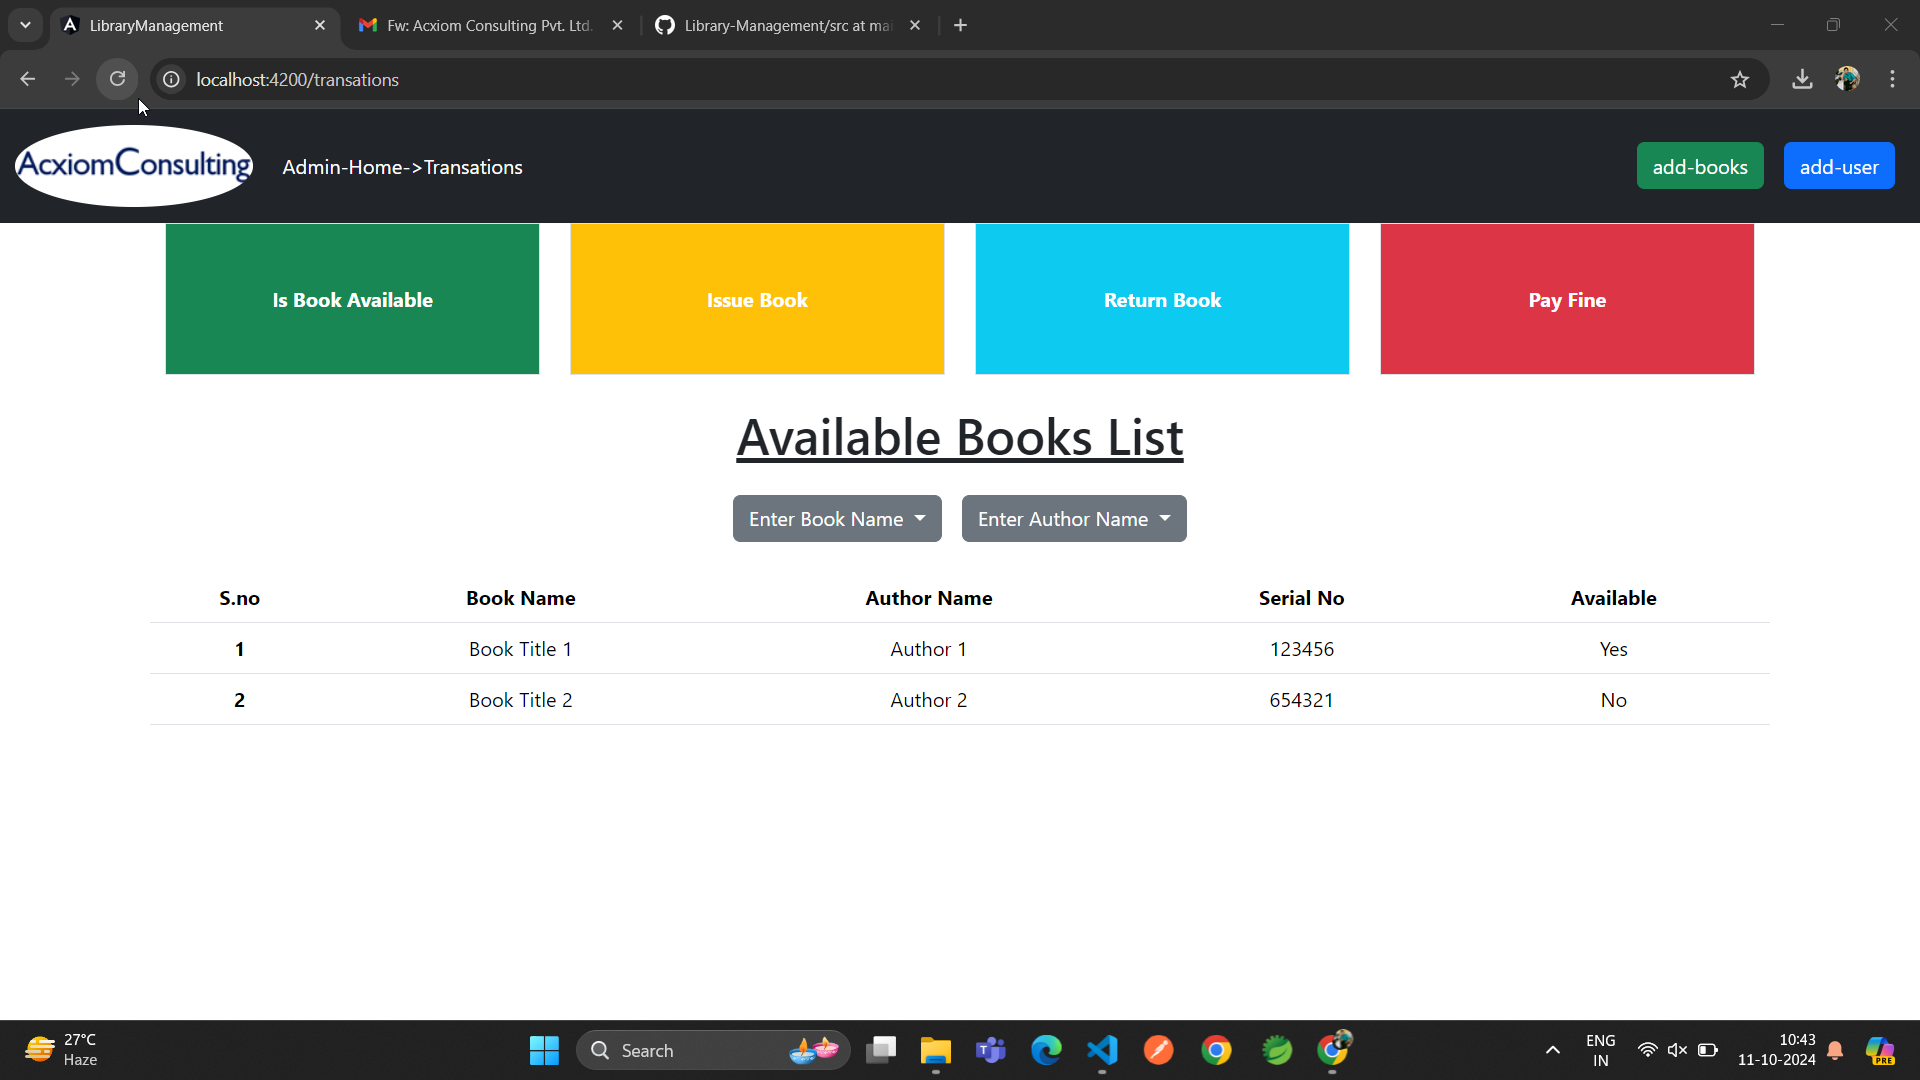 LibraryManagement
Fw: Acxiom Consulting Pvt. Ltd.
Library-Management/src at mai
localhost:4200/transations
AcxiomConsulting
Admin-Home->Transations
add-books
add-user
Is Book Available
Issue Book
Return Book
Pay Fine
Available Books List
Enter Book Name
Enter Author Name
S.no Book Name Author Name Serial No Available
1 Book Title 1 Author 1 123456 Yes
2 Book Title 2 Author 2 654321 No
27°C
Haze
Search
ENG
IN
10:43
11-10-2024
PRE